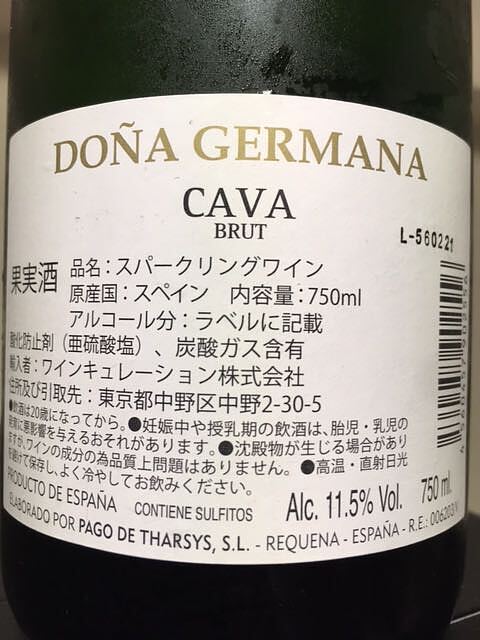 DOÑA GERMANA
CAVA
BRUT
L-560221
果実酒
品名：スパークリングワイン
原産国：スペイン 内容量：750ml
アルコール分：ラベルに記載
酸化防止剤（亜硫酸塩）、炭酸ガス含有
輸入者：ワインキュレーション株式会社
住所及び引取先：東京都中野区中野2-30-5
●飲酒は20歳になってから。●妊娠中や授乳期の飲酒は、胎児・乳児の
発育に悪影響を与えるおそれがあります。●沈殿物が生じる場合があり
ますが、ワインの成分の為品質上問題はありません。●高温・直射日光
を避けて保存し、よく冷やしてお飲みください。
PRODUCTO DE ESPAÑA CONTIENE SULFITOS Alc. 11.5% Vol. 750 ml.
ELABORADO POR PAGO DE THARSYS, S.L. - REQUENA - ESPAÑA - R.E.: